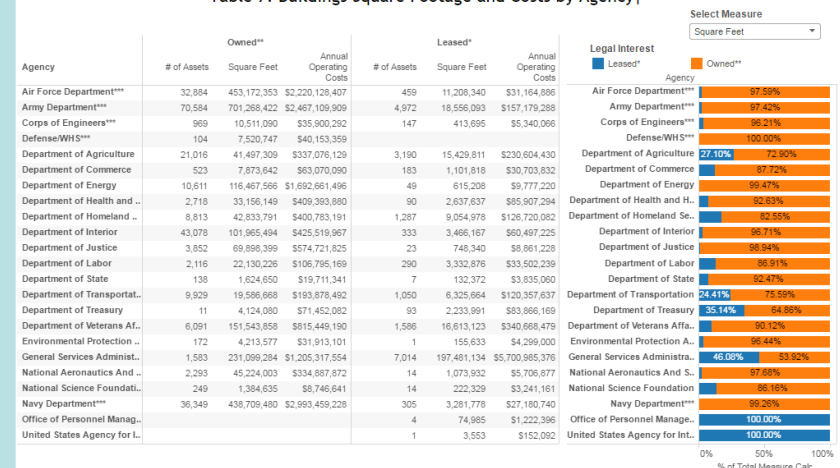 Table 7: Buildings Square Footage and Costs by Agency
Select Measure
Square Feet
Owned** Leased* Legal Interest
Leased* Owned**
Agency # of Assets Square Feet Annual Operating Costs # of Assets Square Feet Annual Operating Costs Agency
Air Force Department*** 32,884 453,172,353 $2,220,128,407 459 11,208,340 $31,164,886 Air Force Department*** 97.59%
Army Department*** 70,584 701,268,422 $2,467,109,909 4,972 18,556,093 $157,179,288 Army Department*** 97.42%
Corps of Engineers*** 969 10,511,090 $35,900,292 147 413,695 $5,340,066 Corps of Engineers*** 96.21%
Defense/WHS*** 104 7,520,747 $40,153,359 Defense/WHS*** 100.00%
Department of Agriculture 21,016 41,497,309 $337,076,129 3,190 15,429,811 $230,604,430 Department of Agriculture 27.10% 72.90%
Department of Commerce 523 7,873,642 $63,070,090 183 1,101,818 $30,703,832 Department of Commerce 87.72%
Department of Energy 10,611 116,467,566 $1,692,661,496 49 615,208 $9,777,220 Department of Energy 99.47%
Department of Health and .. 2,718 33,156,149 $409,393,880 90 2,637,637 $85,907,294 Department of Health and H.. 92.63%
Department of Homeland .. 8,813 42,833,791 $400,783,191 1,287 9,054,978 $126,720,082 Department of Homeland Se.. 82.55%
Department of Interior 43,078 101,965,494 $425,519,967 333 3,466,167 $60,497,225 Department of Interior 96.71%
Department of Justice 3,852 69,898,399 $574,721,825 23 748,340 $8,861,228 Department of Justice 98.94%
Department of Labor 2,116 22,130,226 $106,795,169 290 3,332,876 $33,502,239 Department of Labor 86.91%
Department of State 138 1,624,650 $19,711,341 7 132,372 $3,835,060 Department of State 92.47%
Department of Transportat.. 9,929 19,586,668 $193,878,492 1,050 6,325,664 $120,357,637 Department of Transportation 24.41% 75.59%
Department of Treasury 11 4,124,080 $71,452,082 93 2,233,991 $83,866,169 Department of Treasury 35.14% 64.86%
Department of Veterans Af.. 6,091 151,543,858 $815,449,190 1,586 16,613,123 $340,668,479 Department of Veterans Affa.. 90.12%
Environmental Protection .. 172 4,213,577 $31,913,101 1 155,633 $4,299,000 Environmental Protection A.. 96.44%
General Services Administ.. 1,583 231,099,284 $1,205,317,554 7,014 197,481,134 $5,700,985,376 General Services Administra.. 46.08% 53.92%
National Aeronautics And .. 2,293 45,224,003 $334,887,872 14 1,073,932 $5,706,877 National Aeronautics And S.. 97.68%
National Science Foundati.. 249 1,384,635 $8,746,641 14 222,329 $3,241,161 National Science Foundation 86.16%
Navy Department*** 36,349 438,709,480 $2,993,459,228 305 3,281,778 $27,180,740 Navy Department*** 99.26%
Office of Personnel Manag.. 4 74,985 $1,222,396 Office of Personnel Manage.. 100.00%
United States Agency for I.. 1 3,553 $152,092 United States Agency for Int.. 100.00%
0% 50% 100%
% of Total Measure Calc